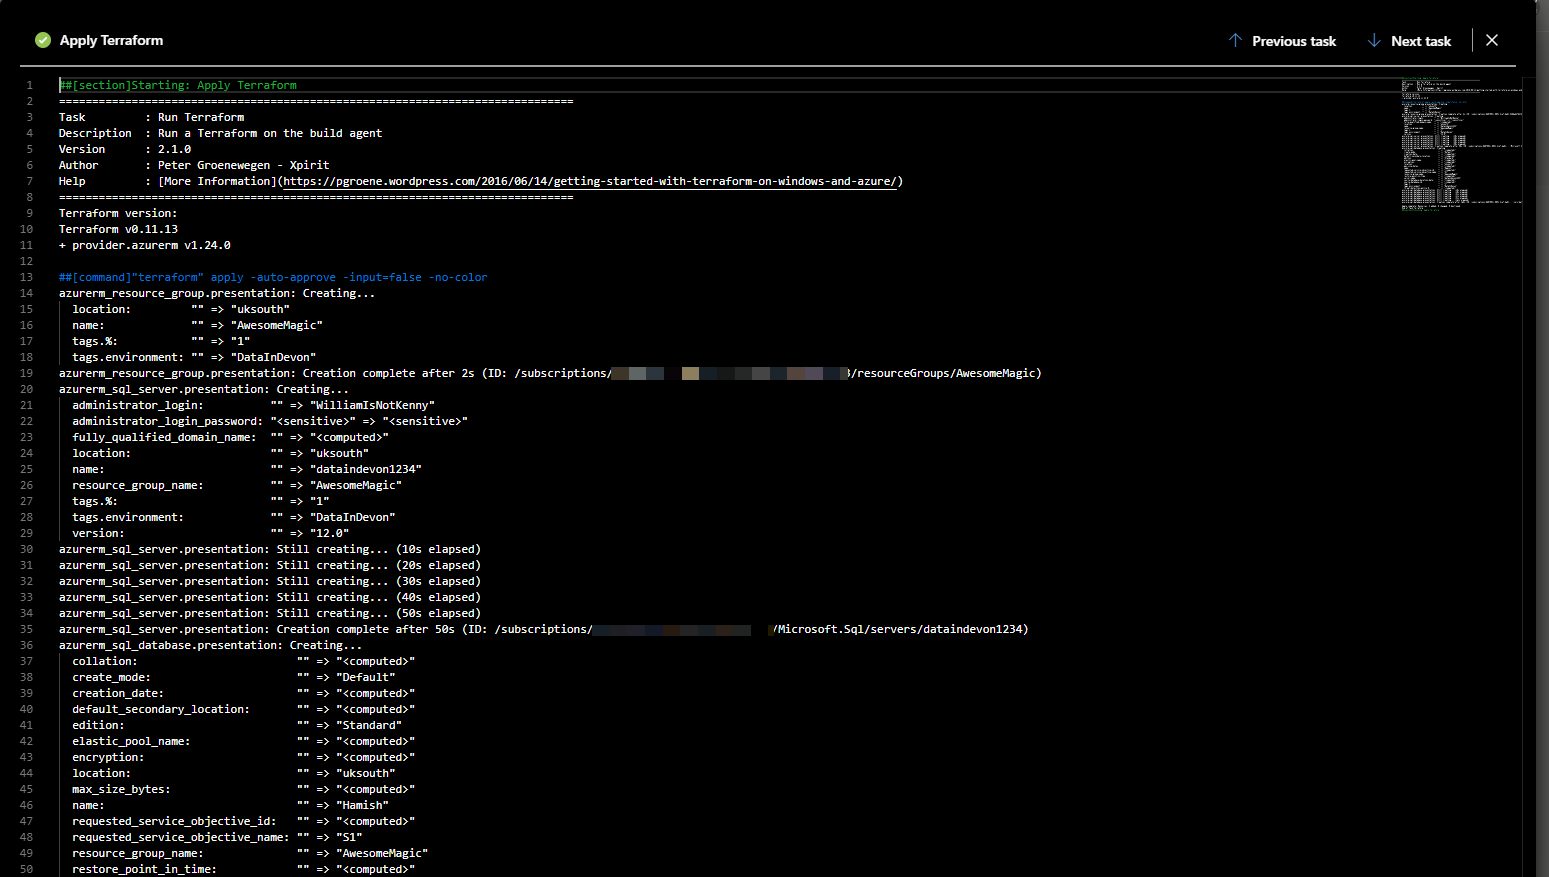 Apply Terraform
Previous task
Next task
1 ##[section]Starting: Apply Terraform
2 ==============================================================================
3 Task         : Run Terraform
4 Description  : Run a Terraform on the build agent
5 Version      : 2.1.0
6 Author       : Peter Groenewegen - Xpirit
7 Help         : [More Information](https://pgroene.wordpress.com/2016/06/14/getting-started-with-terraform-on-windows-and-azure/)
8 ==============================================================================
9 Terraform version:
10 Terraform v0.11.13
11 + provider.azurerm v1.24.0
12
13 ##[command]"terraform" apply -auto-approve -input=false -no-color
14 azurerm_resource_group.presentation: Creating...
15   location:         "" => "uksouth"
16   name:             "" => "AwesomeMagic"
17   tags.%:           "" => "1"
18   tags.environment: "" => "DataInDevon"
19 azurerm_resource_group.presentation: Creation complete after 2s (ID: /subscriptions/ /resourceGroups/AwesomeMagic)
20 azurerm_sql_server.presentation: Creating...
21   administrator_login:          "" => "WilliamIsNotKenny"
22   administrator_login_password: "<sensitive>" => "<sensitive>"
23   fully_qualified_domain_name:  "" => "<computed>"
24   location:                     "" => "uksouth"
25   name:                         "" => "dataindevon1234"
26   resource_group_name:          "" => "AwesomeMagic"
27   tags.%:                       "" => "1"
28   tags.environment:             "" => "DataInDevon"
29   version:                      "" => "12.0"
30 azurerm_sql_server.presentation: Still creating... (10s elapsed)
31 azurerm_sql_server.presentation: Still creating... (20s elapsed)
32 azurerm_sql_server.presentation: Still creating... (30s elapsed)
33 azurerm_sql_server.presentation: Still creating... (40s elapsed)
34 azurerm_sql_server.presentation: Still creating... (50s elapsed)
35 azurerm_sql_server.presentation: Creation complete after 50s (ID: /subscriptions/ /Microsoft.Sql/servers/dataindevon1234)
36 azurerm_sql_database.presentation: Creating...
37   collation:                        "" => "<computed>"
38   create_mode:                      "" => "Default"
39   creation_date:                    "" => "<computed>"
40   default_secondary_location:       "" => "<computed>"
41   edition:                          "" => "Standard"
42   elastic_pool_name:                "" => "<computed>"
43   encryption:                       "" => "<computed>"
44   location:                         "" => "uksouth"
45   max_size_bytes:                   "" => "<computed>"
46   name:                             "" => "Hamish"
47   requested_service_objective_id:   "" => "<computed>"
48   requested_service_objective_name: "" => "S1"
49   resource_group_name:              "" => "AwesomeMagic"
50   restore_point_in_time:            "" => "<computed>"